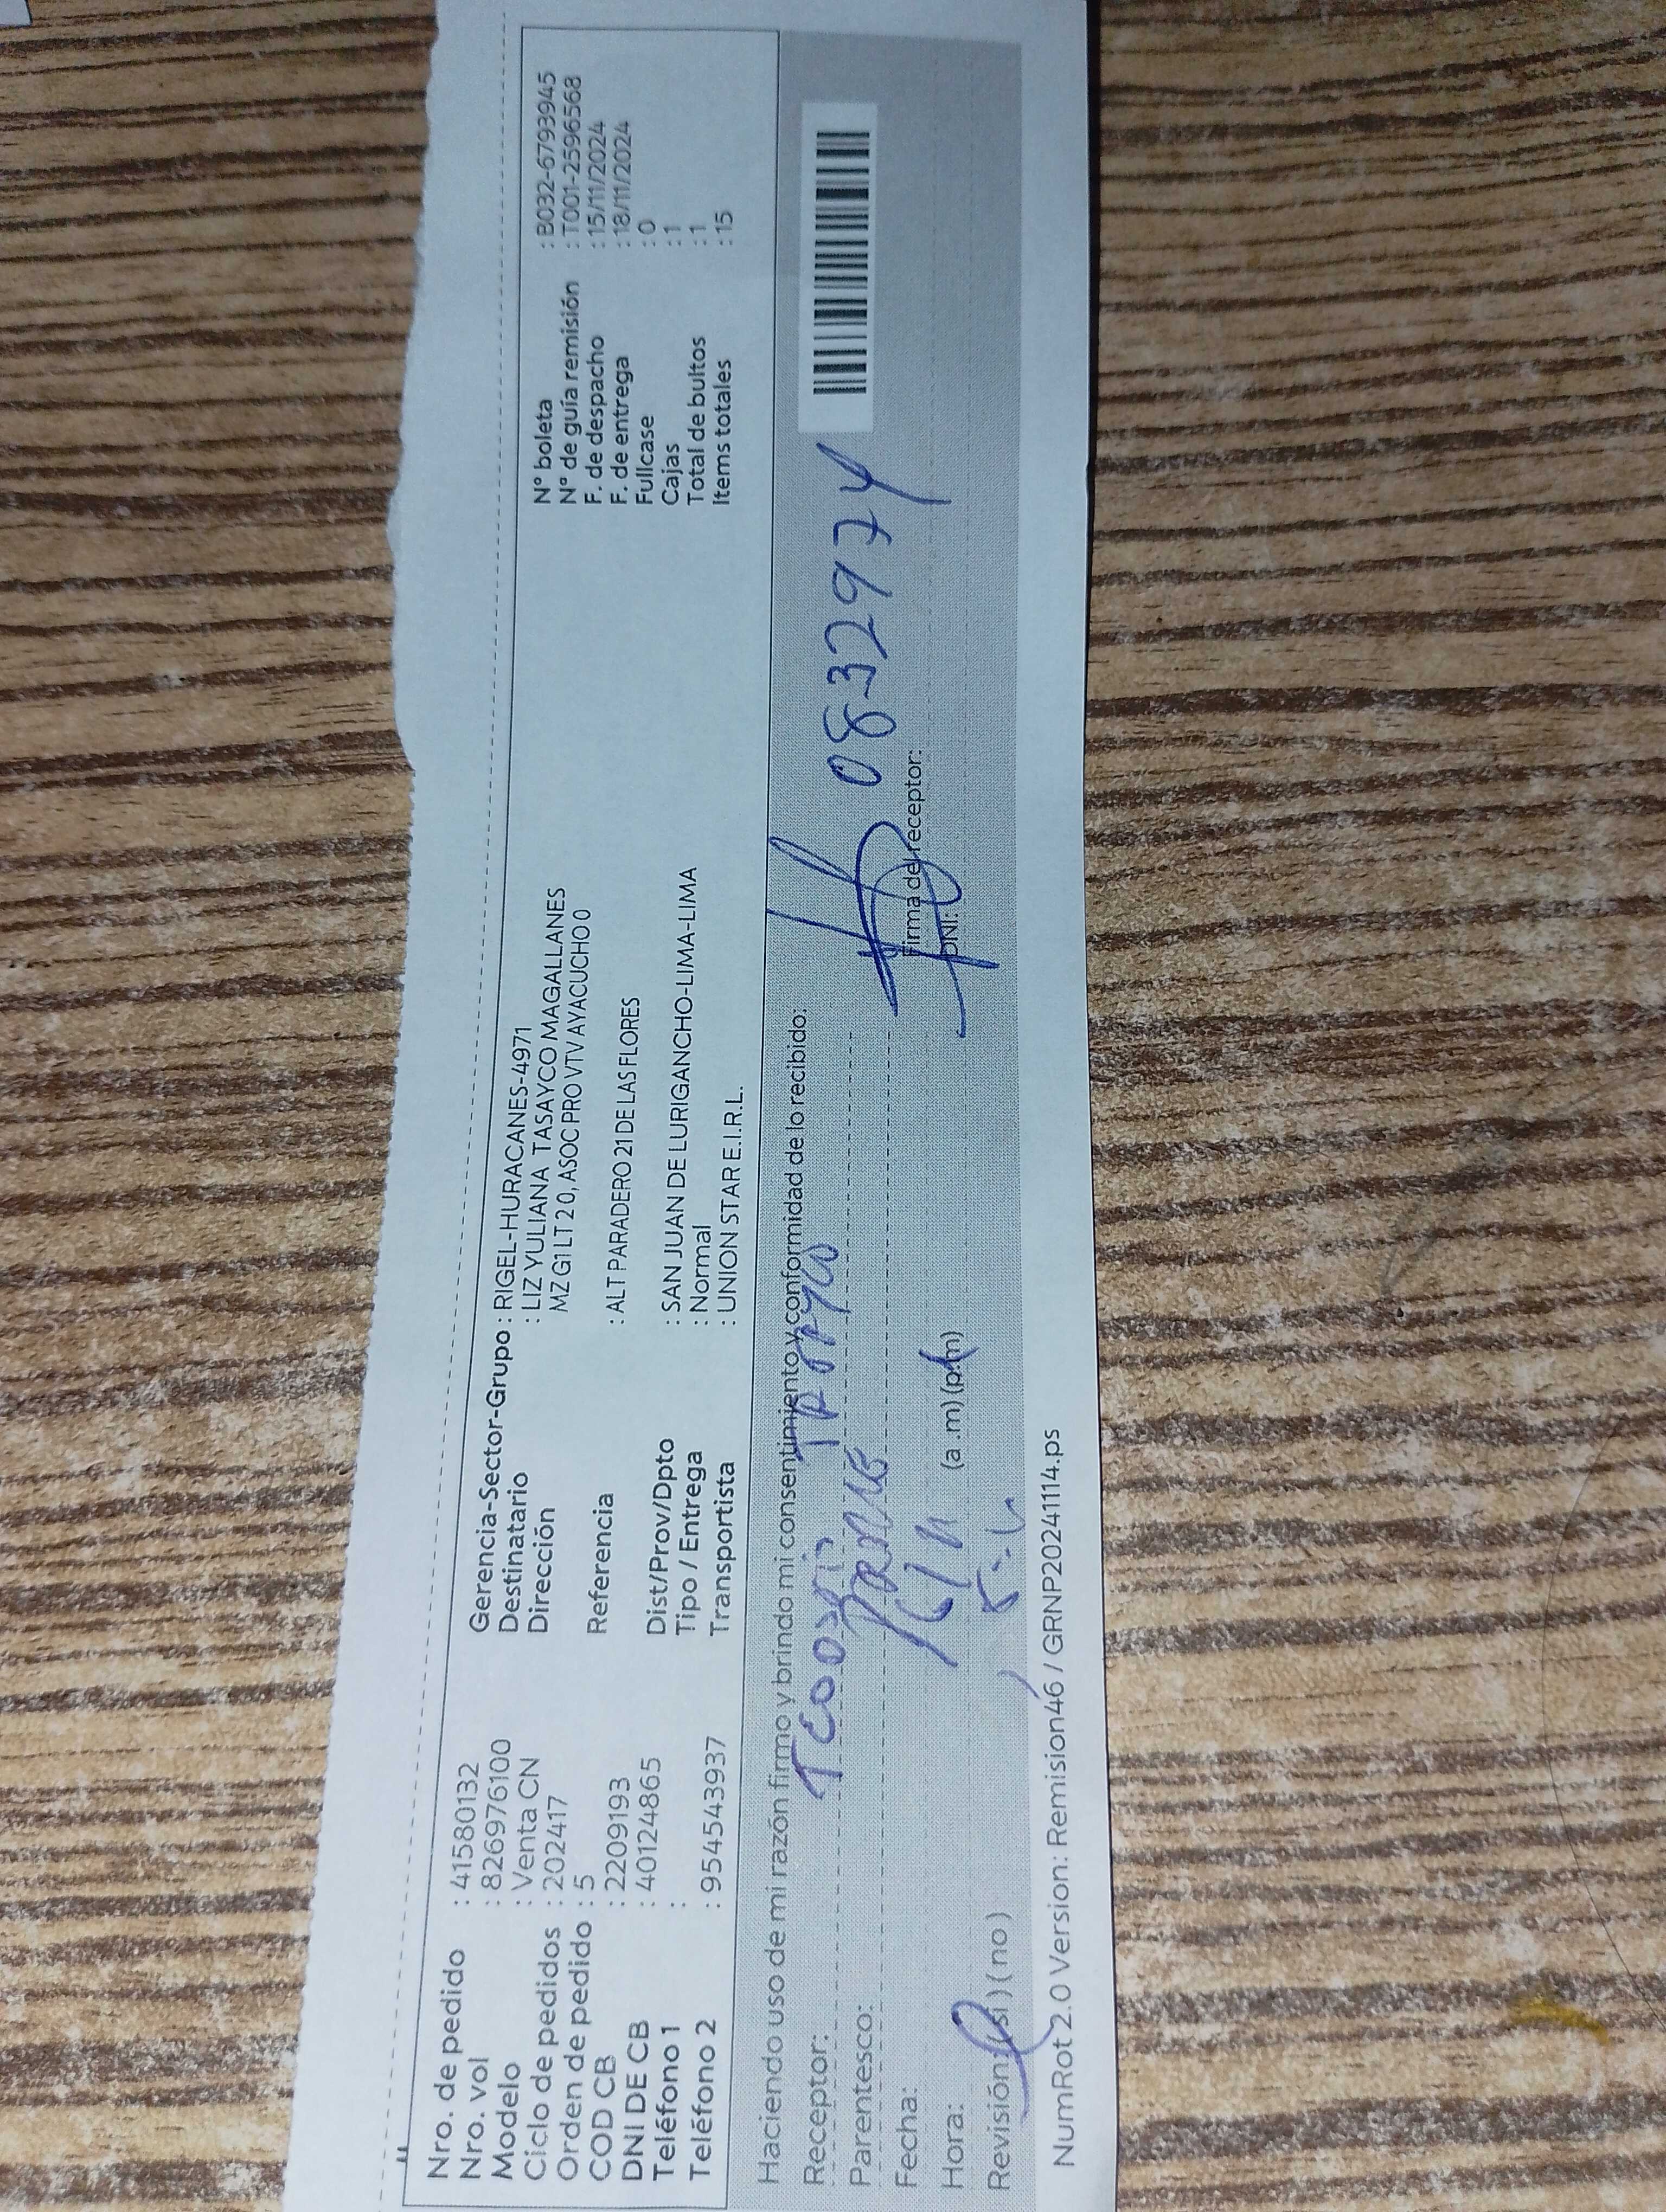 Nro. de pedido : 41580132
Nro. vol : 8269976100
Modelo : Venta CN
Ciclo de pedidos : 202417
Orden de pedido : 5
COD CB : 2209193
DNI DE CB : 40124865
Teléfono 1 :
Teléfono 2 : 954543937
Gerencia-Sector-Grupo : RIGEL-HURACANES-4971
Destinatario : LIZ YULIANA TASAYCO MAGALLANES
Dirección MZ G1 LT 2 0, ASOC PRO VTV AYACUCHO 0
Referencia : ALT PARADERO 21 DE LAS FLORES
Dist/Prov/Dpto : SAN JUAN DE LURIGANCHO-LIMA-LIMA
Tipo / Entrega : Normal
Transportista : UNION STAR E.I.R.L.
N° boleta : B032-67939945
N° de guía remisión : T001-2596568
F. de despacho : 15/11/2024
F. de entrega : 18/11/2024
Fullcase : 0
Cajas : 1
Total de bultos : 1
Items totales : 15
Haciendo uso de mi razón firmo y brindo mi consentimiento y conformidad de lo recibido:
Receptor:
Parentesco:
Fecha:
Hora: (a .m) (p.m)
Revisión (si) (no)
0832974
Firma del receptor:
DNI:
NumRot 2.0 Version: Remision46 / GRNP20241114.ps